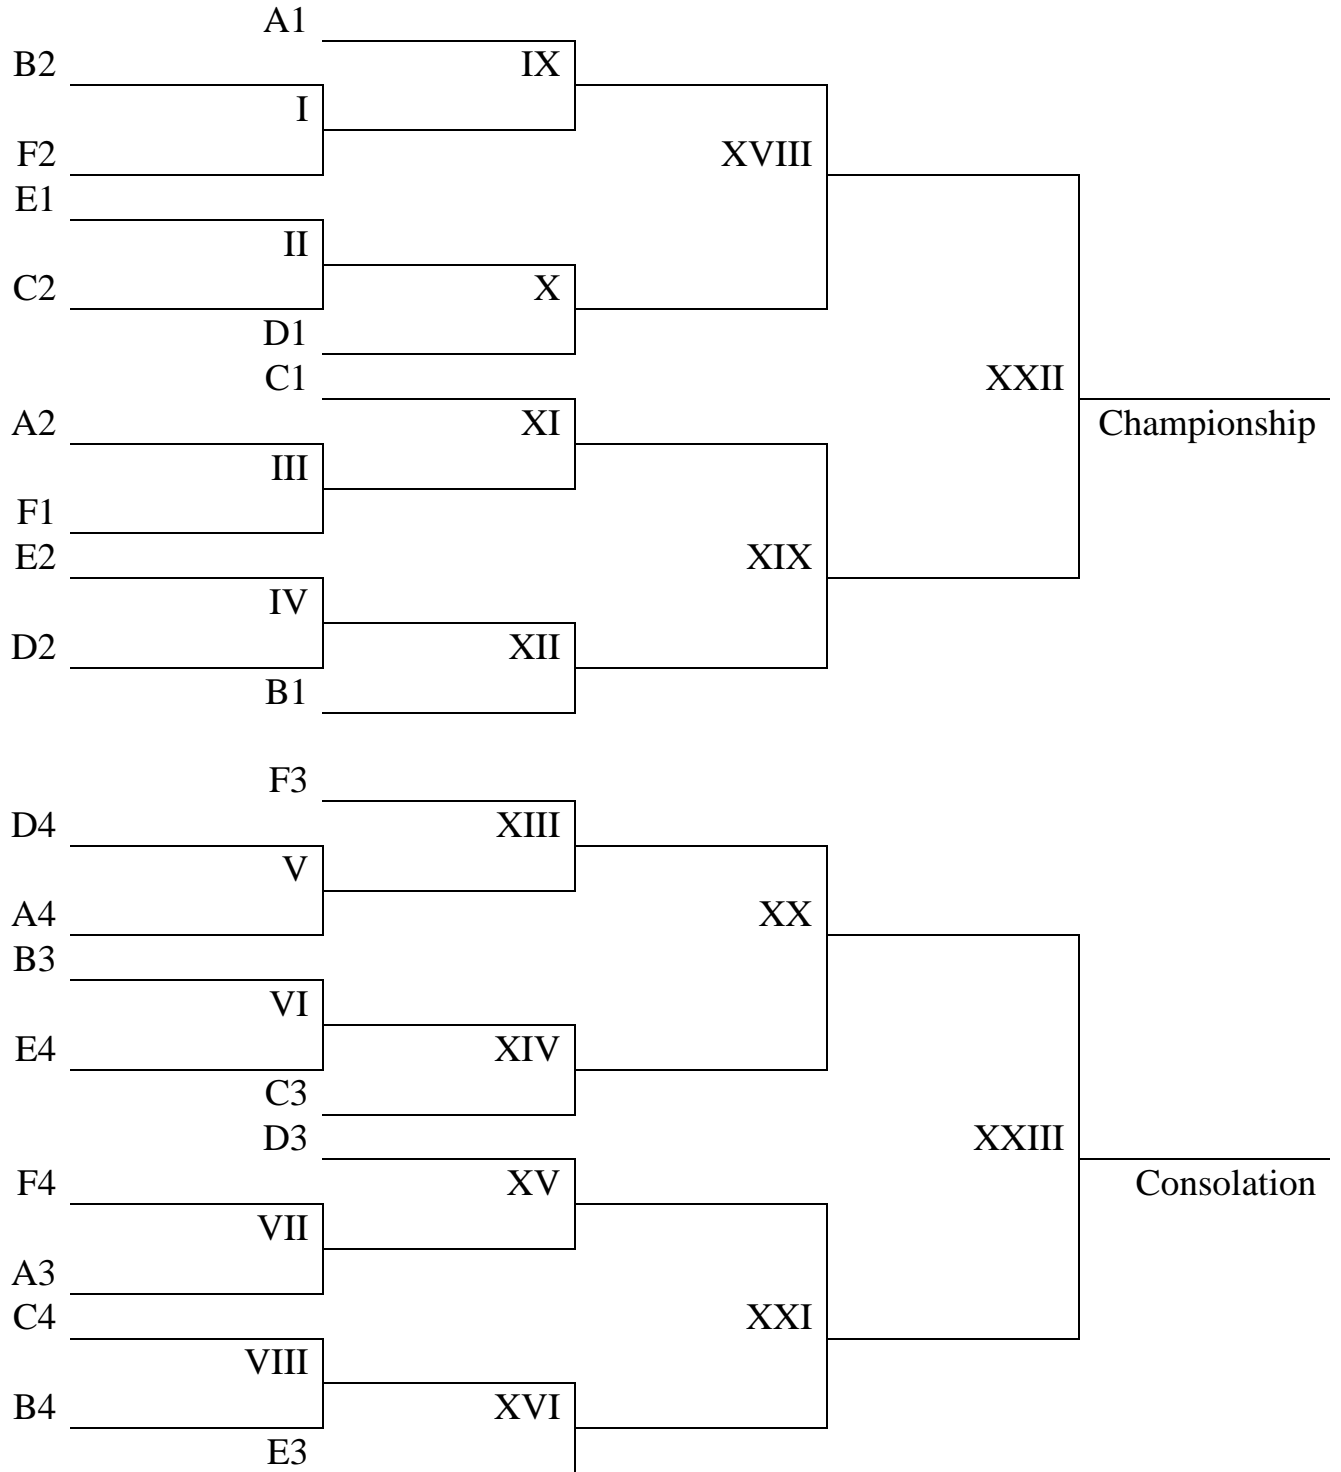 A1
B2
IX
I
F2
XVIII
E1
II
C2
X
D1
C1
XXII
A2
XI
Championship
III
F1
E2
XIX
IV
D2
XII
B1
F3
D4
XIII
V
A4
XX
B3
VI
E4
XIV
C3
D3
XXIII
F4
XV
Consolation
VII
A3
C4
XXI
VIII
B4
XVI
E3